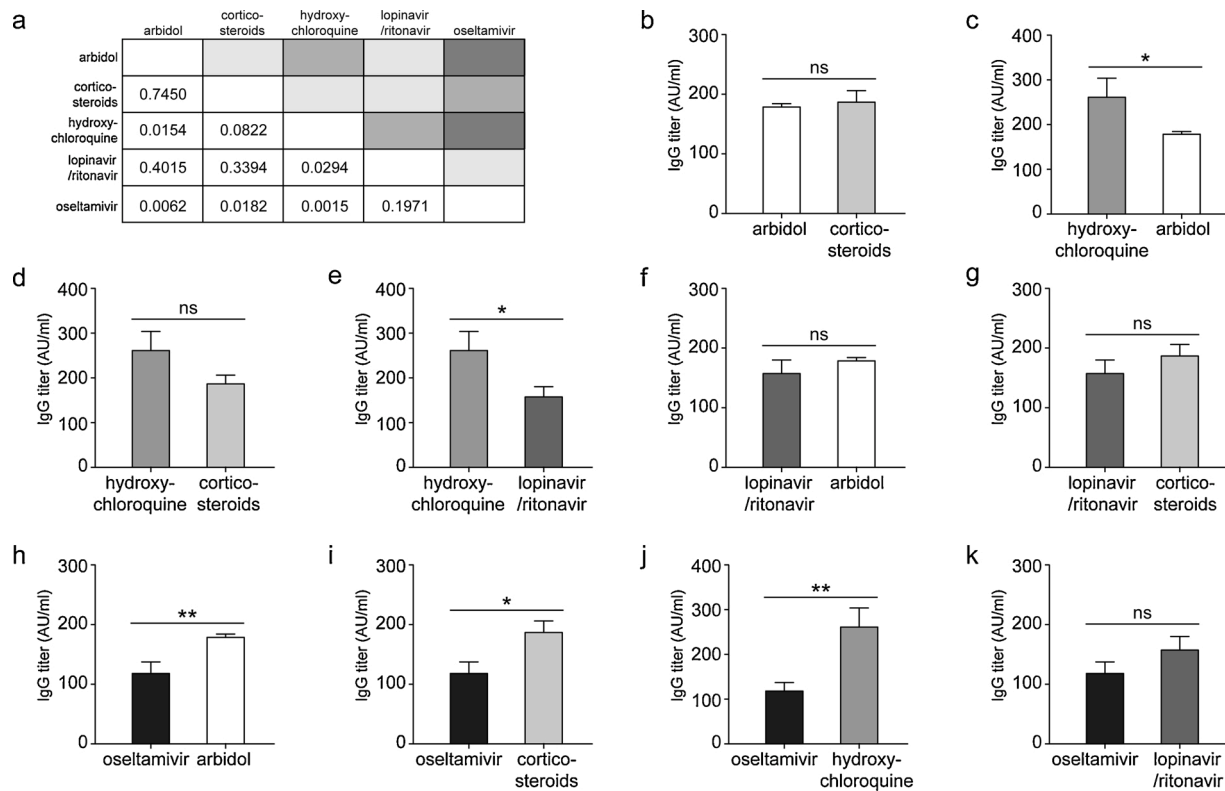 a
arbidol
cortico-
steroids
hydroxy-
chloroquine
lopinavir
/ritonavir
oseltamivir
arbidol
cortico-
steroids
0.7450
hydroxy-
chloroquine
0.0154 0.0822
lopinavir
/ritonavir
0.4015 0.3394 0.0294
oseltamivir
0.0062 0.0182 0.0015 0.1971
b
IgG titer (AU/ml)
300
200
100
0
ns
arbidol
cortico-
steroids
c
IgG titer (AU/ml)
400
300
200
100
0
*
hydroxy-
chloroquine
arbidol
d
IgG titer (AU/ml)
400
300
200
100
0
ns
hydroxy-
chloroquine
cortico-
steroids
e
IgG titer (AU/ml)
400
300
200
100
0
*
hydroxy-
chloroquine
lopinavir
/ritonavir
f
IgG titer (AU/ml)
300
200
100
0
ns
lopinavir
/ritonavir
arbidol
g
IgG titer (AU/ml)
300
200
100
0
ns
lopinavir
/ritonavir
cortico-
steroids
h
IgG titer (AU/ml)
300
200
100
0
**
oseltamivir arbidol
i
IgG titer (AU/ml)
300
200
100
0
*
oseltamivir
cortico-
steroids
j
IgG titer (AU/ml)
400
300
200
100
0
**
oseltamivir
hydroxy-
chloroquine
k
IgG titer (AU/ml)
300
200
100
0
ns
oseltamivir
lopinavir
/ritonavir